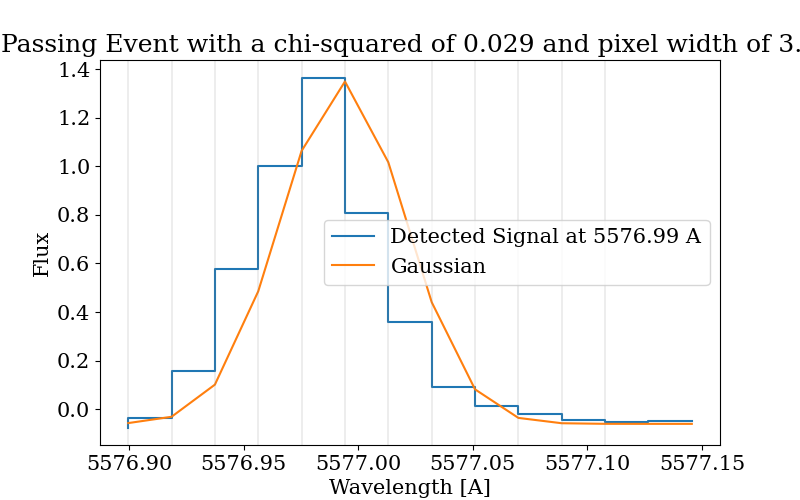 Passing Event with a chi-squared of 0.029 and pixel width of 3.
1.4
1.2
1.0
0.8
0.6
0.4
0.2
0.0
Flux
Detected Signal at 5576.99 A
Gaussian
5576.90 5576.95 5577.00 5577.05 5577.10 5577.15
Wavelength [A]